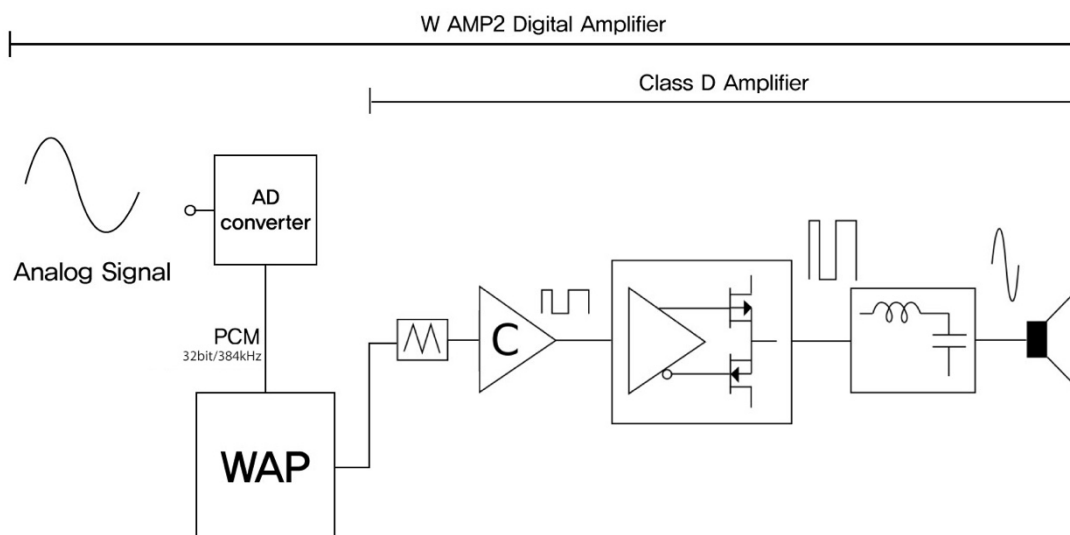 W AMP2 Digital Amplifier
Class D Amplifier
AD
converter
Analog Signal
PCM
32bit/384kHz
C
WAP